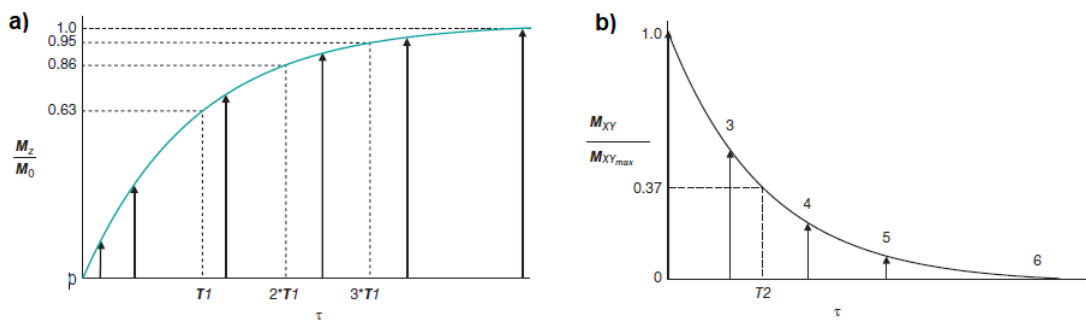 a)
1.0
0.95
0.86
0.63
Mz
M0
0
T1 2*T1 3*T1
τ
b)
1.0
MXY
MXYmax
0.37
0
3
4
5
6
T2
τ